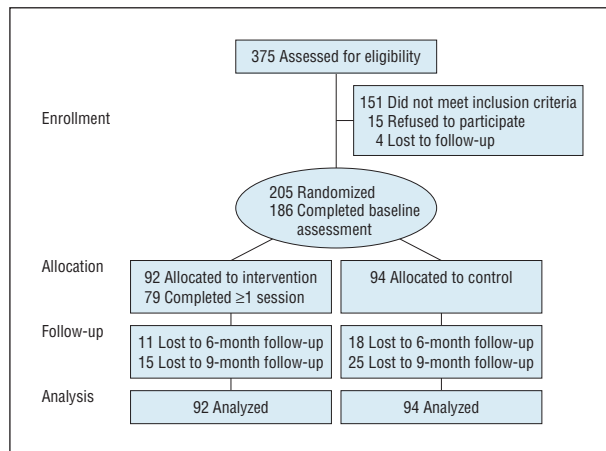 375 Assessed for eligibility
Enrollment
151 Did not meet inclusion criteria
15 Refused to participate
4 Lost to follow-up
205 Randomized
186 Completed baseline
assessment
Allocation
92 Allocated to intervention
79 Completed ≥1 session
94 Allocated to control
Follow-up
11 Lost to 6-month follow-up
15 Lost to 9-month follow-up
18 Lost to 6-month follow-up
25 Lost to 9-month follow-up
Analysis
92 Analyzed
94 Analyzed